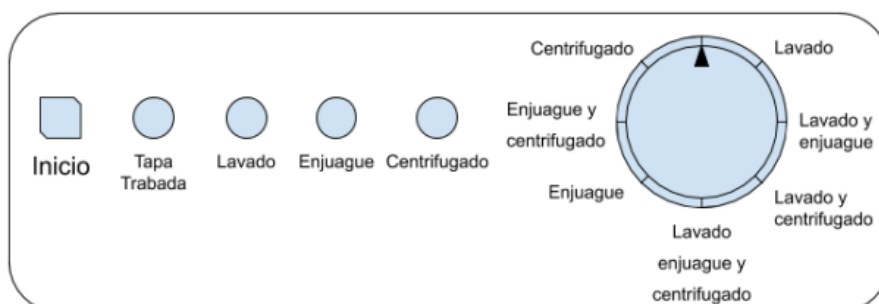 Inicio
Tapa
Trabada
Lavado
Enjuague
Centrifugado
Centrifugado
Lavado
Enjuague y
centrifugado
Lavado y
enjuague
Enjuague
Lavado y
centrifugado
Lavado
enjuague y
centrifugado